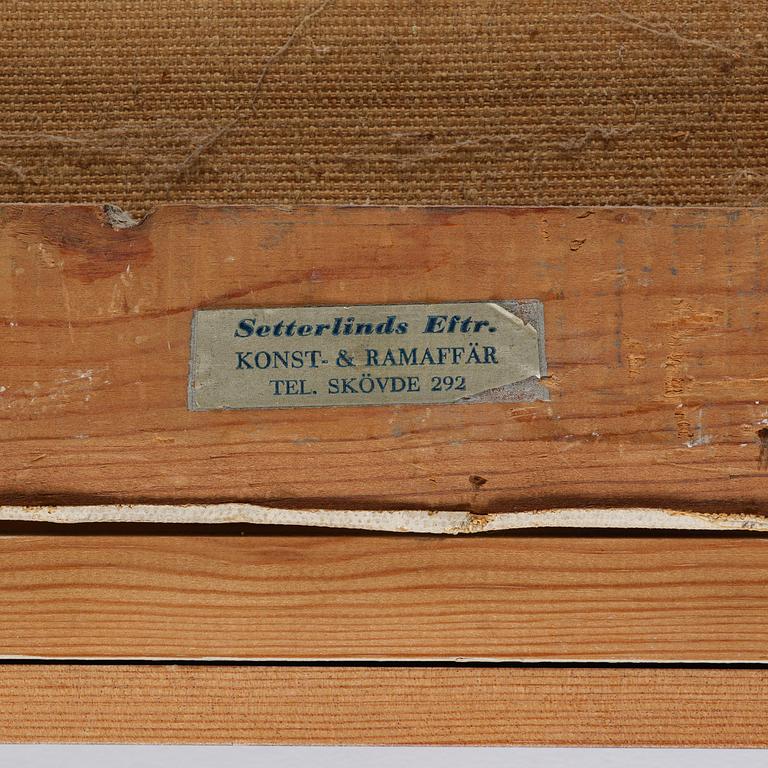 Setterlinds Eftr.
KONST- & RAMAFFÄR
TEL. SKÖVDE 292